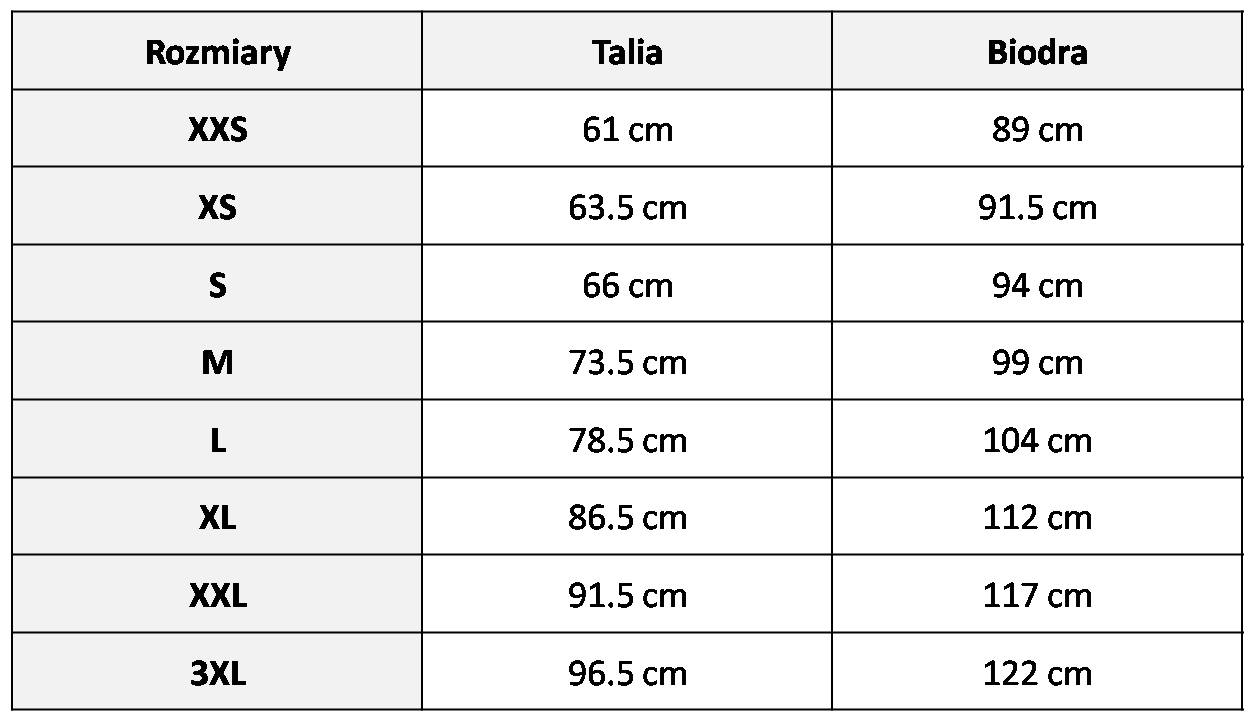 Rozmiary Talia Biodra
XXS 61 cm 89 cm
XS 63.5 cm 91.5 cm
S 66 cm 94 cm
M 73.5 cm 99 cm
L 78.5 cm 104 cm
XL 86.5 cm 112 cm
XXL 91.5 cm 117 cm
3XL 96.5 cm 122 cm